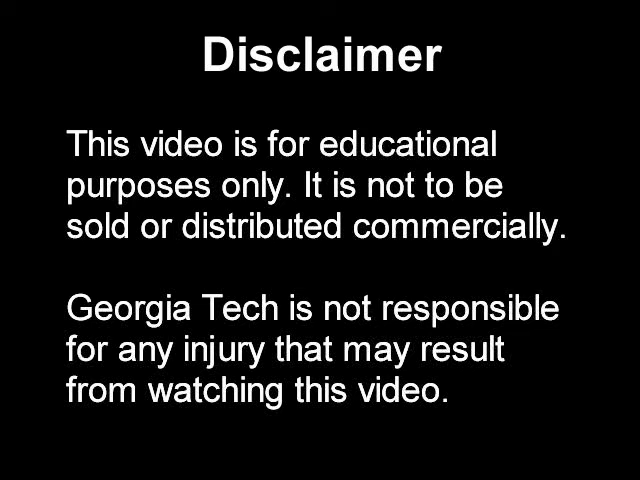 Disclaimer
This video is for educational
purposes only. It is not to be
sold or distributed commercially.
Georgia Tech is not responsible
for any injury that may result
from watching this video.